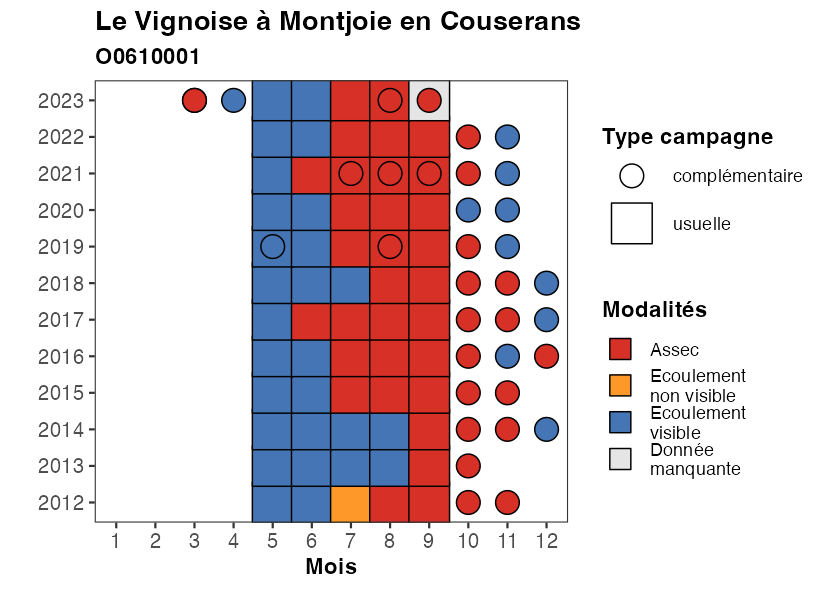 Le Vignoise à Montjoie en Couserans
O0610001
2023
2022
2021
2020
2019
2018
2017
2016
2015
2014
2013
2012
1 2 3 4 5 6 7 8 9 10 11 12
Mois
Type campagne
complémentaire
usuelle
Modalités
Assec
Ecoulement
non visible
Ecoulement
visible
Donnée
manquante